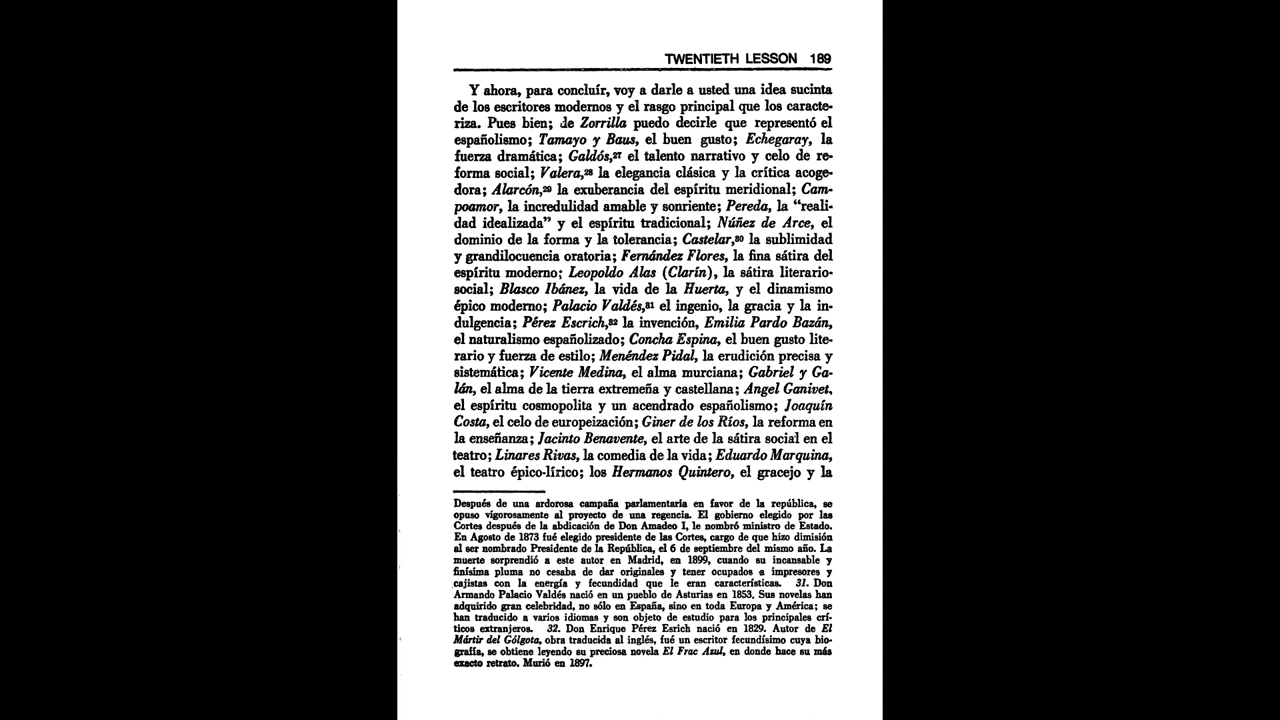 TWENTIETH LESSON 189
Y ahora, para concluír, voy a darle a usted una idea sucinta
de los escritores modernos y el rasgo principal que los caracte-
riza. Pues bien; de Zorrilla puedo decirle que representó el
españolismo; Tamayo y Baus, el buen gusto; Echegaray, la
fuerza dramática; Galdós,27 el talento narrativo y celo de re-
forma social; Valera,28 la elegancia clásica y la crítica acoge-
dora; Alarcón,29 la exuberancia del espíritu meridional; Cam-
poamor, la incredulidad amable y sonriente; Pereda, la "reali-
dad idealizada" y el espíritu tradicional; Núñez de Arce, el
dominio de la forma y la tolerancia; Castelar,30 la sublimidad
y grandilocuencia oratoria; Fernández Flores, la fina sátira del
espíritu moderno; Leopoldo Alas (Clarín), la sátira literario-
social; Blasco Ibánez, la vida de la Huerta, y el dinamismo
épico moderno; Palacio Valdés,31 el ingenio, la gracia y la in-
dulgencia; Pérez Escrich,32 la invención, Emilia Pardo Bazán,
el naturalismo españolizado; Concha Espina, el buen gusto lite-
rario y fuerza de estilo; Menéndez Pidal, la erudición precisa y
sistemática; Vicente Medina, el alma murciana; Gabriel y Ga-
lán, el alma de la tierra extremeña y castellana; Angel Ganivet,
el espíritu cosmopolita y un acendrado españolismo; Joaquín
Costa, el celo de europeización; Giner de los Ríos, la reforma en
la enseñanza; Jacinto Benavente, el arte de la sátira social en el
teatro; Linares Rivas, la comedia de la vida; Eduardo Marquina,
el teatro épico-lírico; los Hermanos Quintero, el gracejo y la
Después de una ardorosa campaña parlamentaria en favor de la república, se
opuso vigorosamente al proyecto de una regencia. El gobierno elegido por las
Cortes después de la abdicación de Don Amadeo I, le nombró ministro de Estado.
En Agosto de 1873 fué elegido presidente de las Cortes, cargo de que hizo dimisión
al ser nombrado Presidente de la República, el 6 de septiembre del mismo año. La
muerte sorprendió a este autor en Madrid, en 1899, cuando su incansable y
finísima pluma no cesaba de dar originales y tener ocupados a impresores y
cajistas con la energía y fecundidad que le eran características. 31. Don
Armando Palacio Valdés nació en un pueblo de Asturias en 1853. Sus novelas han
adquirido gran celebridad, no sólo en España, sino en toda Europa y América; se
han traducido a varios idiomas y son objeto de estudio para los principales crí-
ticos extranjeros. 32. Don Enrique Pérez Esrich nació en 1829. Autor de El
Mártir del Gólgota, obra traducida al inglés, fué un escritor fecundísimo cuya bio-
grafía, se obtiene leyendo su preciosa novela El Frac Azul, en donde hace su más
exacto retrato. Murió en 1897.